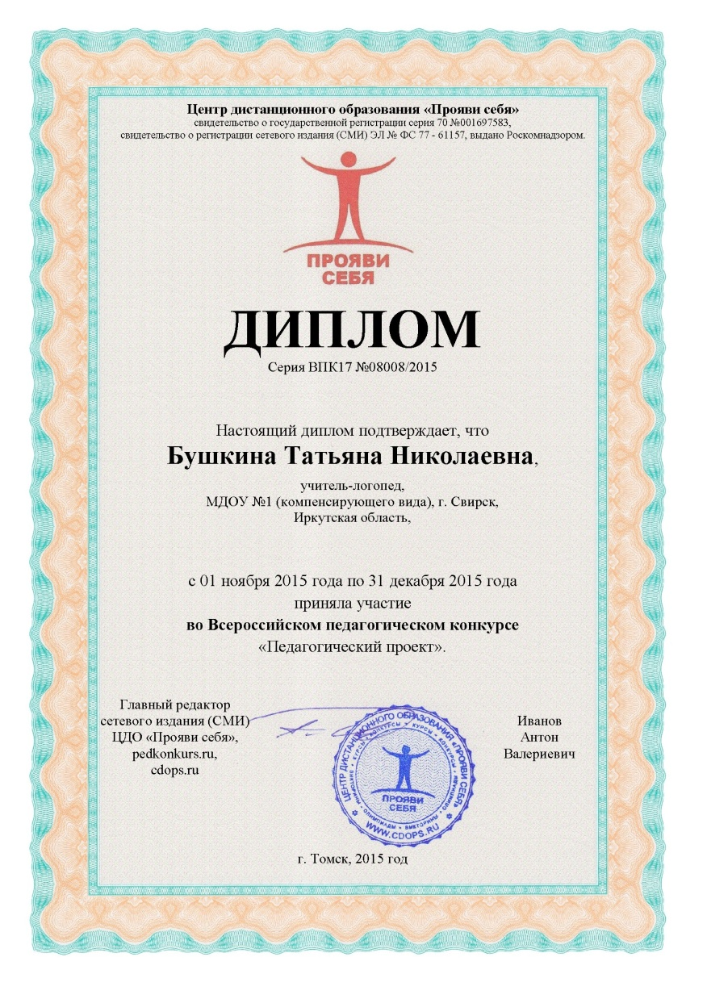 Центр дистанционного образования «Прояви себя»
свидетельство о государственной регистрации серия 70 №001697583,
свидетельство о регистрации сетевого издания (СМИ) ЭЛ № ФС 77 - 61157, выдано Роскомнадзором.
ПРОЯВИ
СЕБЯ
ДИПЛОМ
Серия ВПК17 №08008/2015
Настоящий диплом подтверждает, что
Бушкина Татьяна Николаевна,
учитель-логопед,
МДОУ №1 (компенсирующего вида), г. Свирск,
Иркутская область,
с 01 ноября 2015 года по 31 декабря 2015 года
приняла участие
во Всероссийском педагогическом конкурсе
«Педагогический проект».
Главный редактор
сетевого издания (СМИ)
ЦДО «Прояви себя»,
pedkonkurs.ru,
cdops.ru
ЦЕНТР ДИСТАНЦИОННОГО ОБРАЗОВАНИЯ «ПРОЯВИ СЕБЯ»
КУРСЫ • КОНКУРСЫ • ОЛИМПИАДЫ • ВИКТОРИНЫ • ОЛИМПИАДЫ
ПРОЯВИ
СЕБЯ
WWW.CDOPS.RU
Иванов
Антон
Валериевич
г. Томск, 2015 год